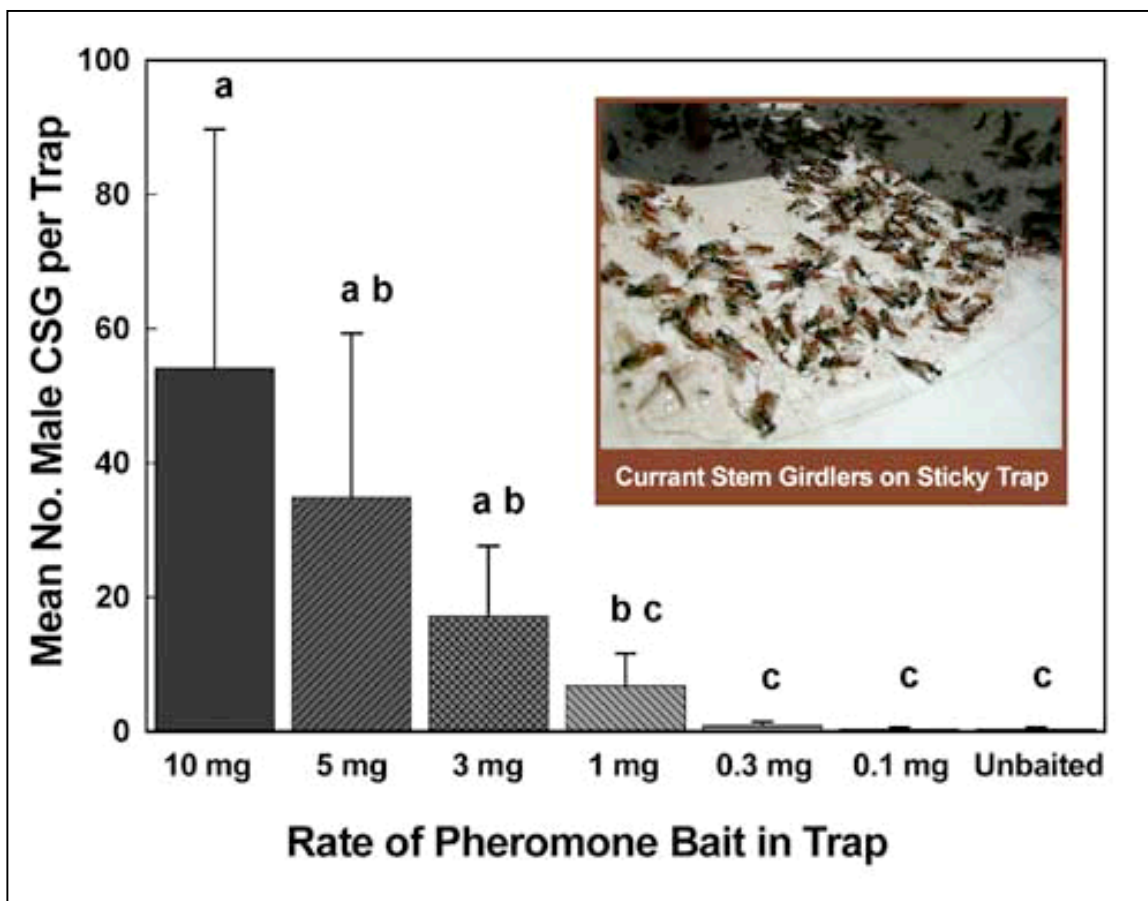 Mean No. Male CSG per Trap
100
80
60
40
20
0
a
a b
a b
b c
c
c
c
Currant Stem Girdlers on Sticky Trap
10 mg
5 mg
3 mg
1 mg
0.3 mg
0.1 mg
Unbaited
Rate of Pheromone Bait in Trap